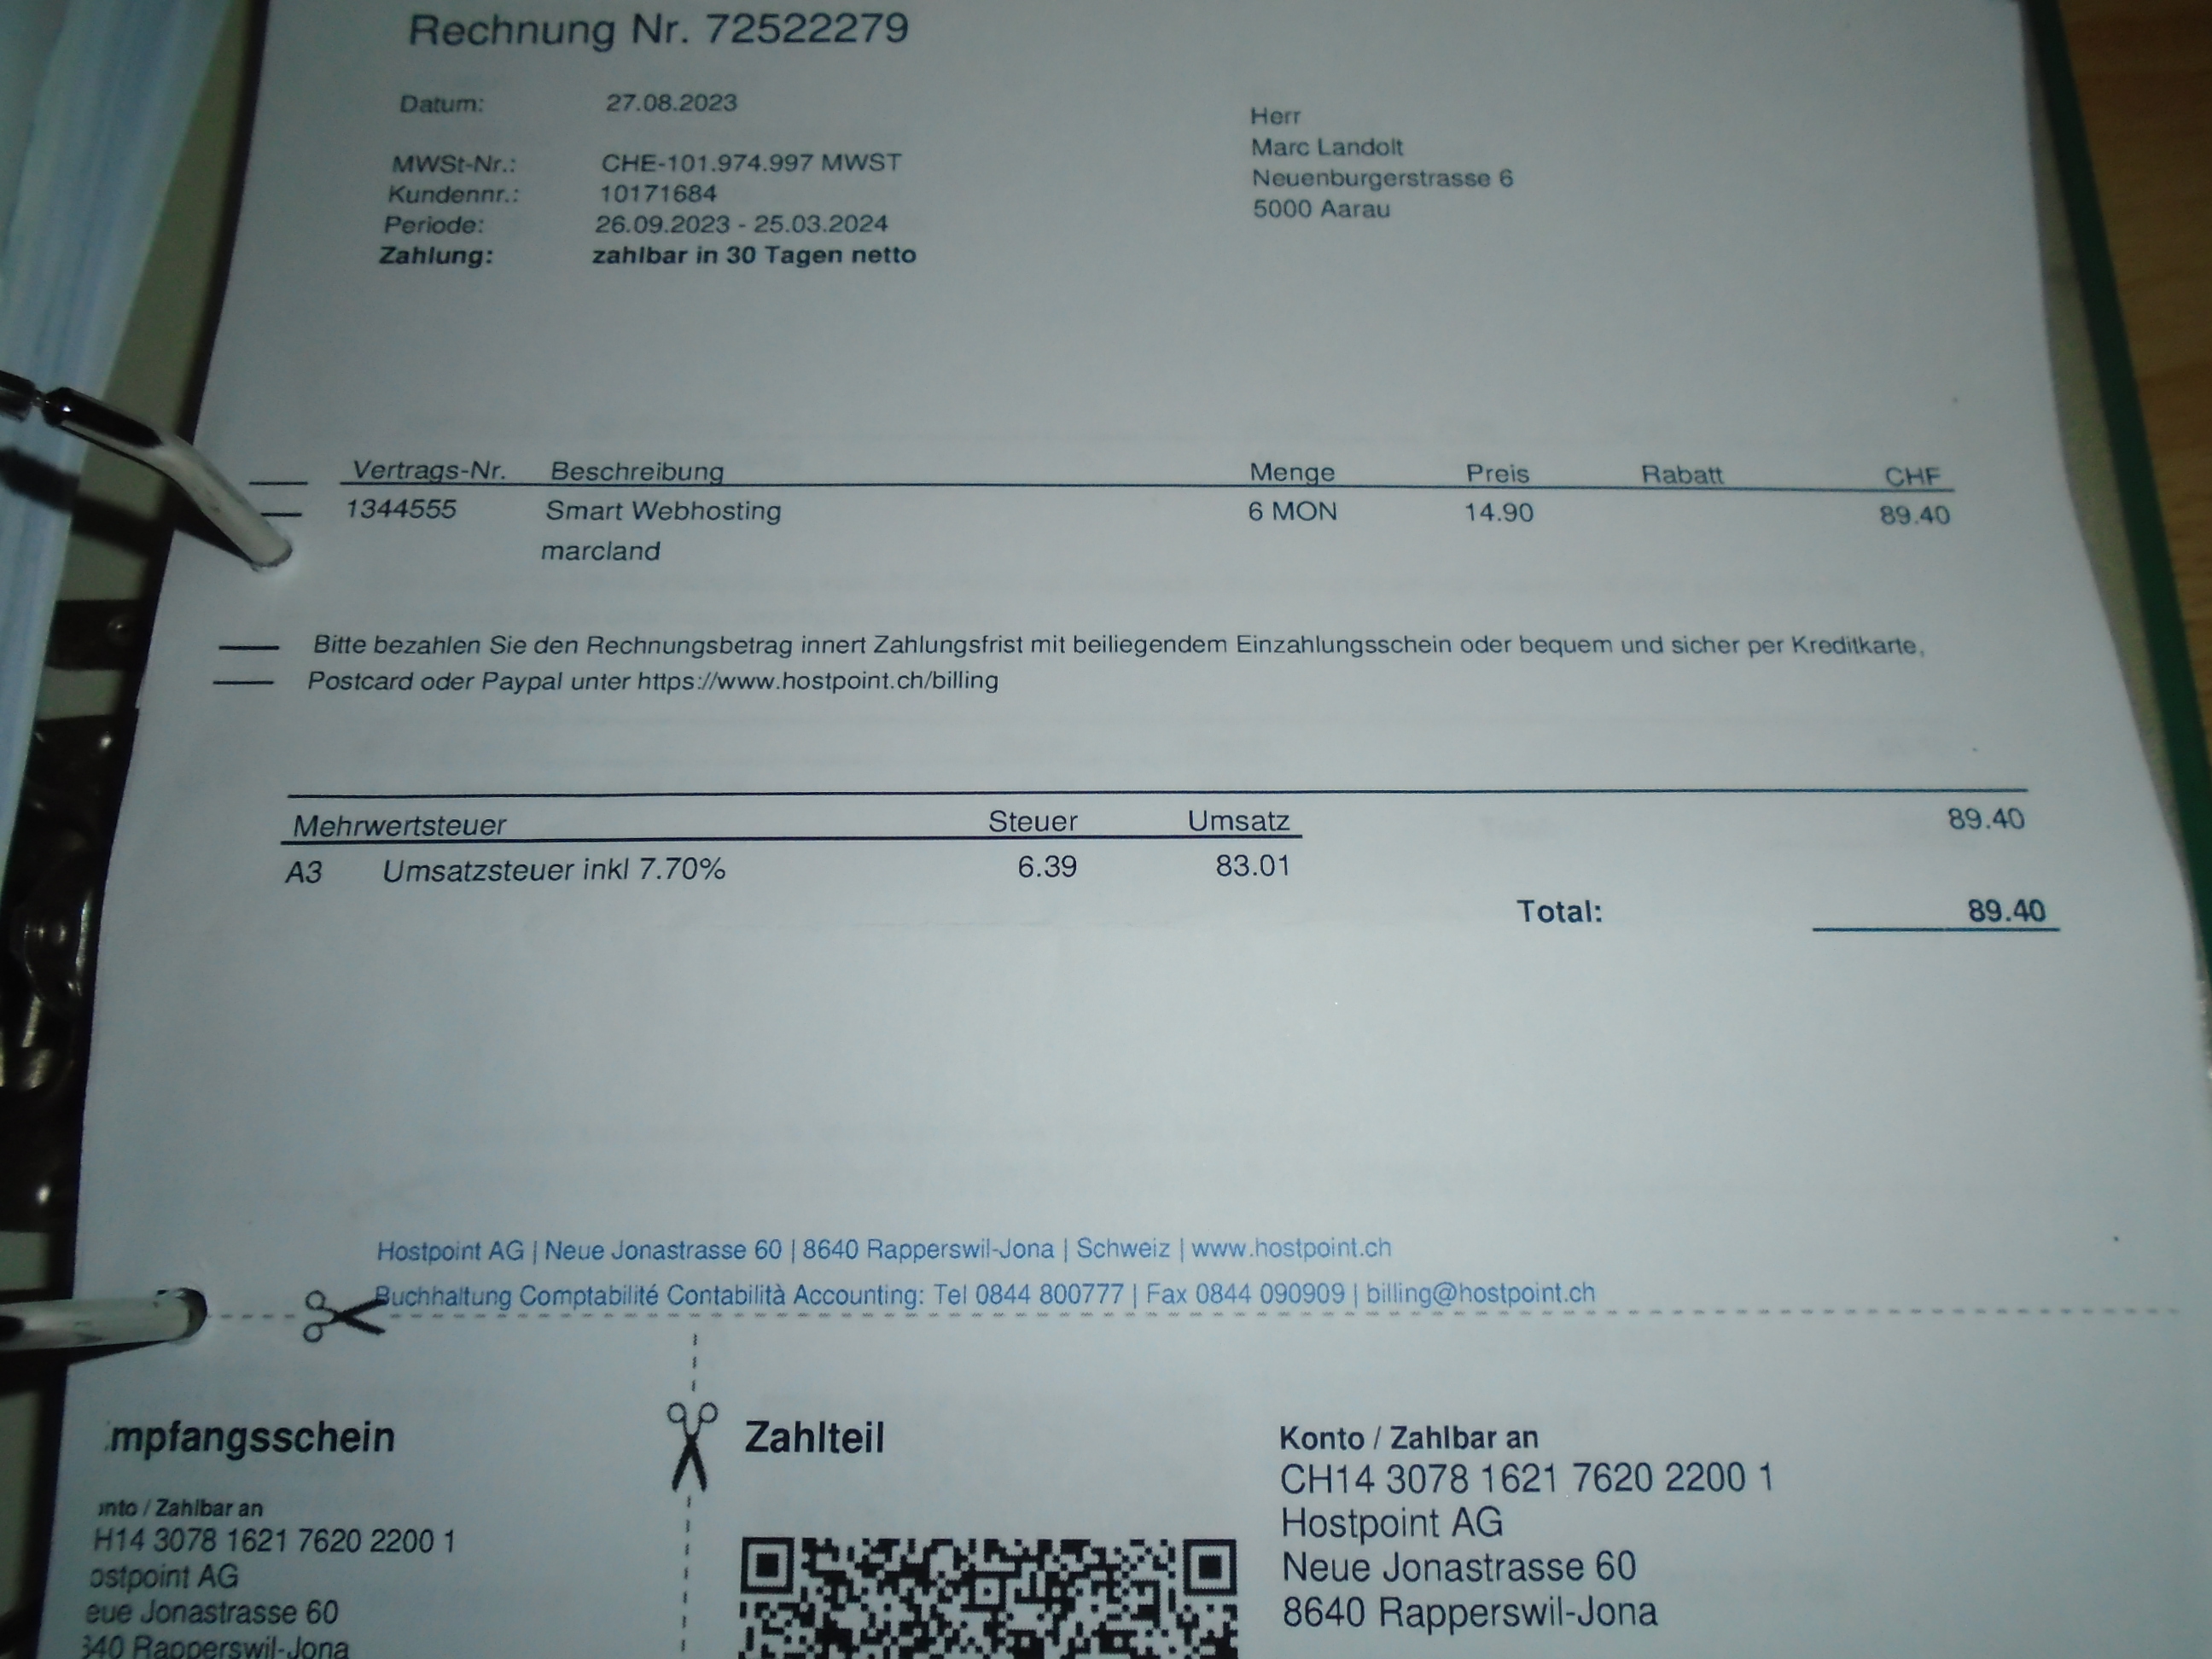 Rechnung Nr. 72522279
Datum: 27.08.2023
MWSt-Nr.: CHE-101.974.997 MWST
Kundennr.: 10171684
Periode: 26.09.2023 - 25.03.2024
Zahlung: zahlbar in 30 Tagen netto
Herr
Marc Landolt
Neuenburgerstrasse 6
5000 Aarau
Vertrags-Nr. Beschreibung Menge Preis Rabatt CHF
1344555 Smart Webhosting 6 MON 14.90 89.40
marcland
Bitte bezahlen Sie den Rechnungsbetrag innert Zahlungsfrist mit beiliegendem Einzahlungsschein oder bequem und sicher per Kreditkarte,
Postcard oder Paypal unter https://www.hostpoint.ch/billing
Mehrwertsteuer Steuer Umsatz 89.40
A3 Umsatzsteuer inkl 7.70% 6.39 83.01
Total: 89.40
Hostpoint AG | Neue Jonastrasse 60 | 8640 Rapperswil-Jona | Schweiz | www.hostpoint.ch
Buchhaltung Comptabilité Contabilità Accounting: Tel 0844 800777 | Fax 0844 090909 | billing@hostpoint.ch
mpfangsschein
nto / Zahlbar an
H14 3078 1621 7620 2200 1
ostpoint AG
eue Jonastrasse 60
640 Rapperswil-Jona
Zahlteil
Konto / Zahlbar an
CH14 3078 1621 7620 2200 1
Hostpoint AG
Neue Jonastrasse 60
8640 Rapperswil-Jona